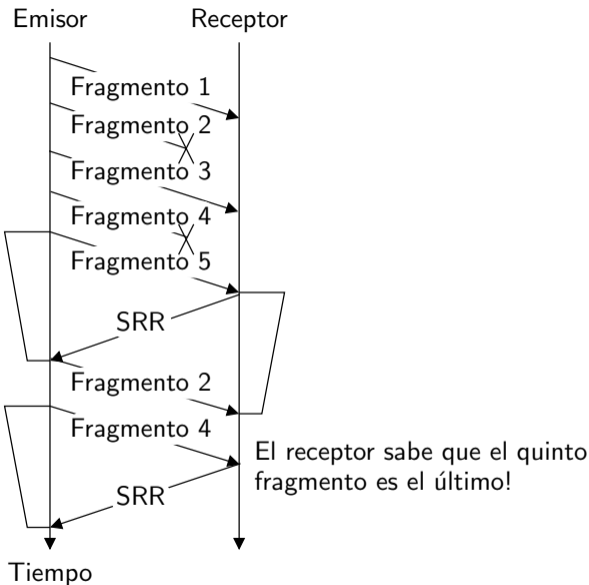 Emisor
Receptor
Fragmento 1
Fragmento 2
Fragmento 3
Fragmento 4
Fragmento 5
SRR
Fragmento 2
Fragmento 4
El receptor sabe que el quinto
fragmento es el último!
SRR
Tiempo